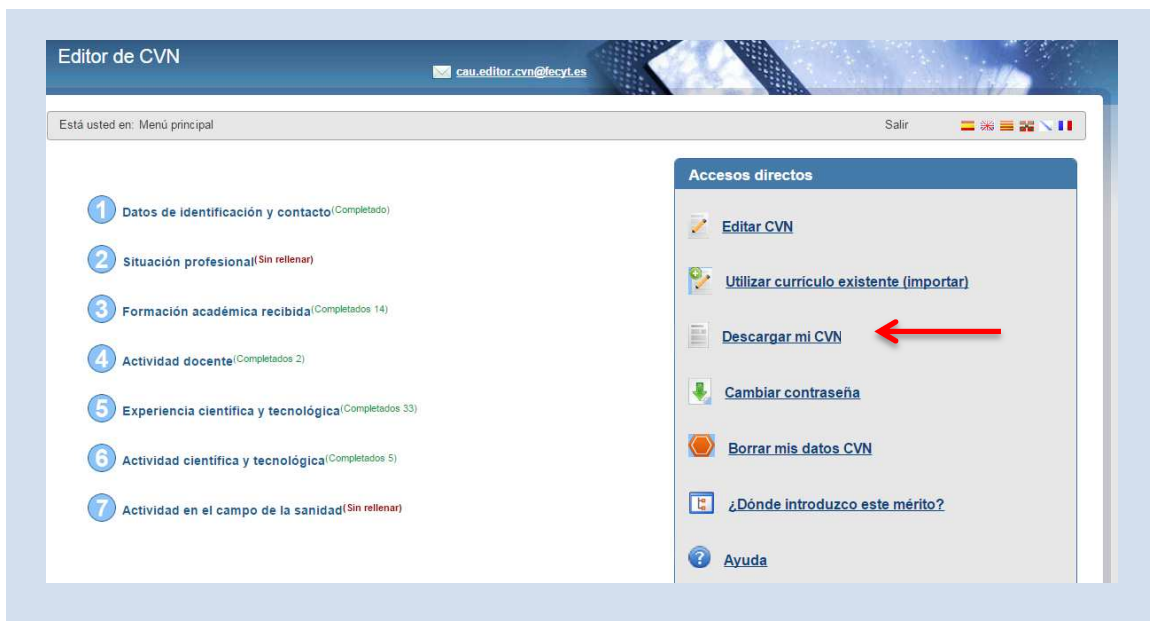 Editor de CVN
cau.editor.cvn@fecyt.es
Está usted en: Menú principal
Salir
1 Datos de identificación y contacto(Completado)
2 Situación profesional(Sin rellenar)
3 Formación académica recibida(Completados 14)
4 Actividad docente(Completados 2)
5 Experiencia científica y tecnológica(Completados 33)
6 Actividad científica y tecnológica(Completados 5)
7 Actividad en el campo de la sanidad(Sin rellenar)
Accesos directos
Editar CVN
Utilizar currículo existente (importar)
Descargar mi CVN
Cambiar contraseña
Borrar mis datos CVN
¿Dónde introduzco este mérito?
Ayuda